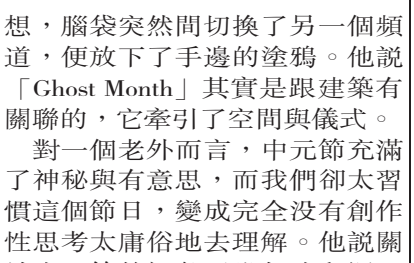 想，腦袋突然間切換了另一個頻
道，便放下了手邊的塗鴉。他説
「Ghost Month」其實是跟建築有
關聯的，它牽引了空間與儀式。
對一個老外而言，中元節充滿
了神秘與有意思，而我們卻太習
慣這個節日，變成完全没有創作
性思考太庸俗地去理解。他説關